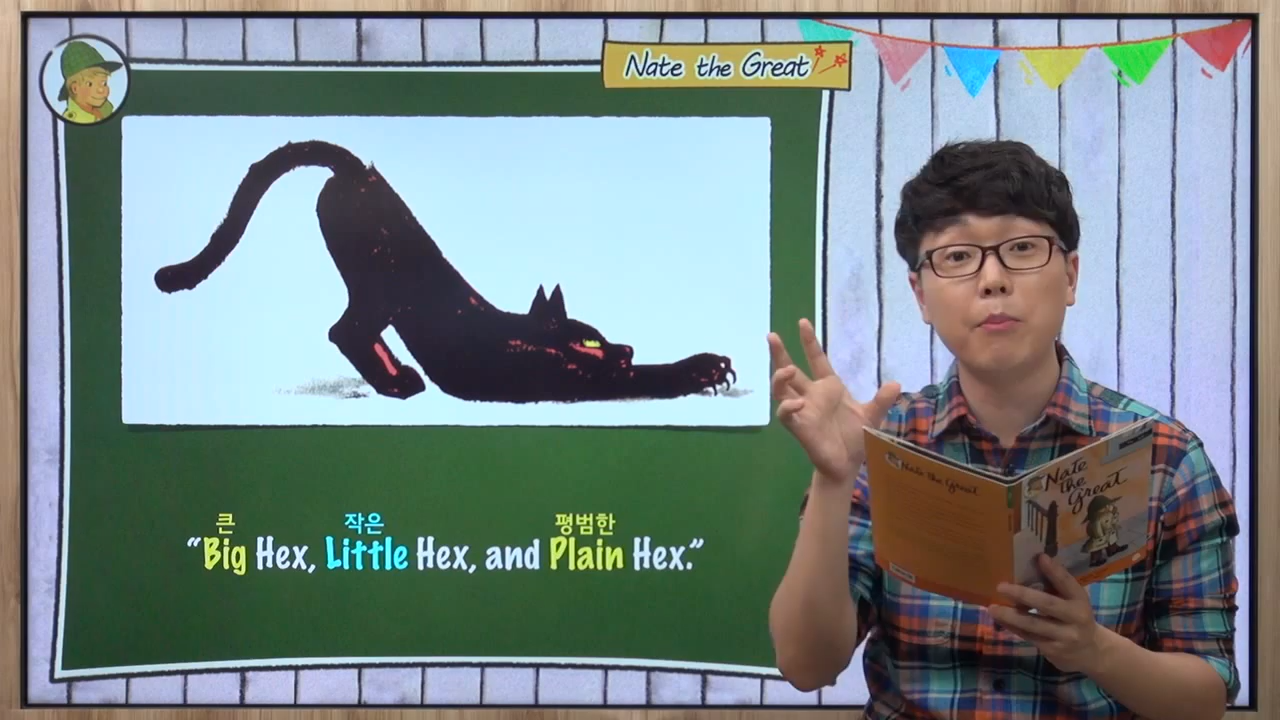 Nate the Great
큰 작은 평범한
“Big Hex, Little Hex, and Plain Hex.”
Nate the Great
Nate
the
Great